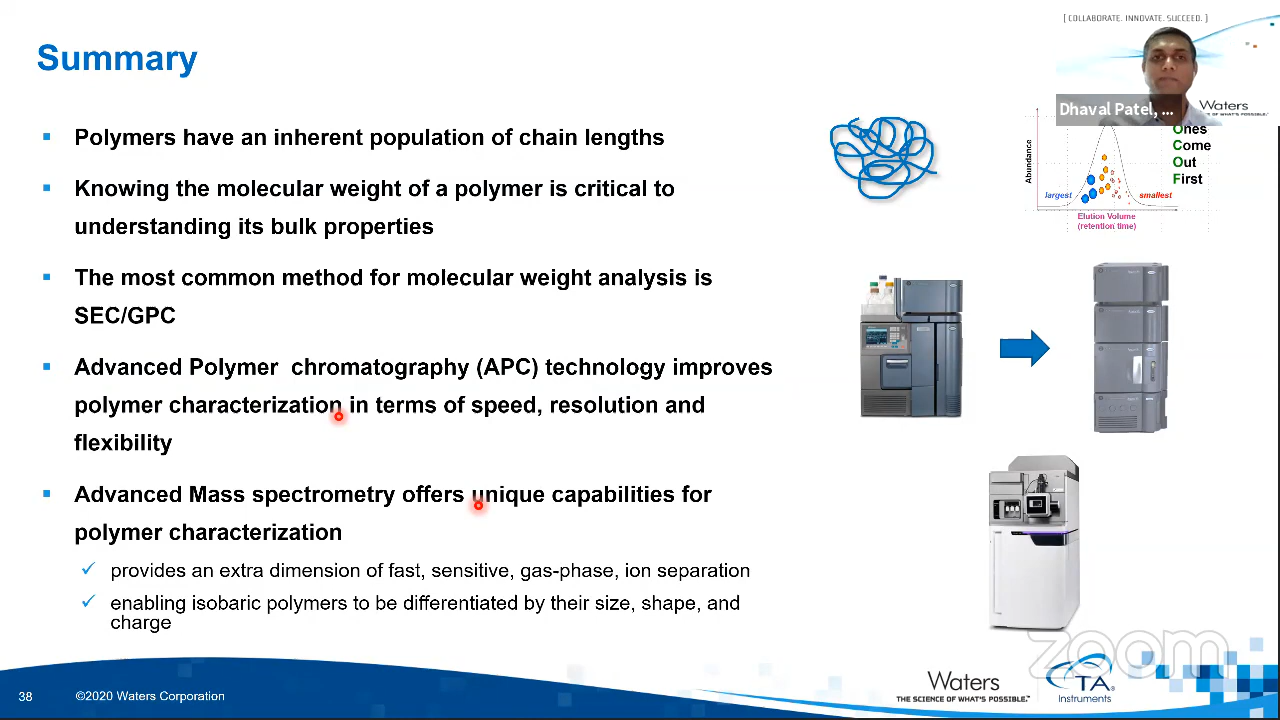 [ COLLABORATE. INNOVATE. SUCCEED. ]
Summary
Dhaval Patel, ...
Waters
OF WHAT'S POSSIBLE.™
Polymers have an inherent population of chain lengths
Knowing the molecular weight of a polymer is critical to
understanding its bulk properties
The most common method for molecular weight analysis is
SEC/GPC
Advanced Polymer chromatography (APC) technology improves
polymer characterization in terms of speed, resolution and
flexibility
Advanced Mass spectrometry offers unique capabilities for
polymer characterization
provides an extra dimension of fast, sensitive, gas-phase, ion separation
enabling isobaric polymers to be differentiated by their size, shape, and
charge
Abundance
largest
smallest
Elution Volume
(retention time)
Ones
Come
Out
First
zoom
38
©2020 Waters Corporation
Waters
THE SCIENCE OF WHAT'S POSSIBLE.™
TA
Instruments